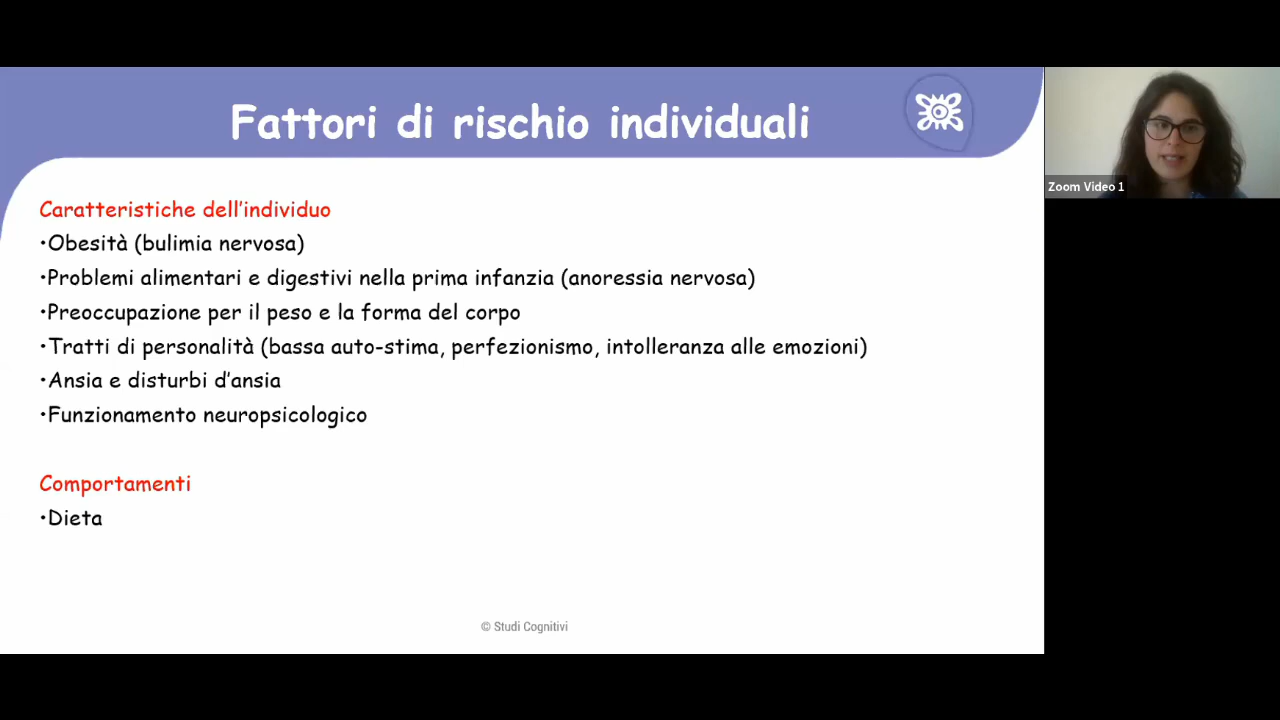 Fattori di rischio individuali
Caratteristiche dell'individuo
•Obesità (bulimia nervosa)
•Problemi alimentari e digestivi nella prima infanzia (anoressia nervosa)
•Preoccupazione per il peso e la forma del corpo
•Tratti di personalità (bassa auto-stima, perfezionismo, intolleranza alle emozioni)
•Ansia e disturbi d'ansia
•Funzionamento neuropsicologico
Comportamenti
•Dieta
© Studi Cognitivi
Zoom Video 1